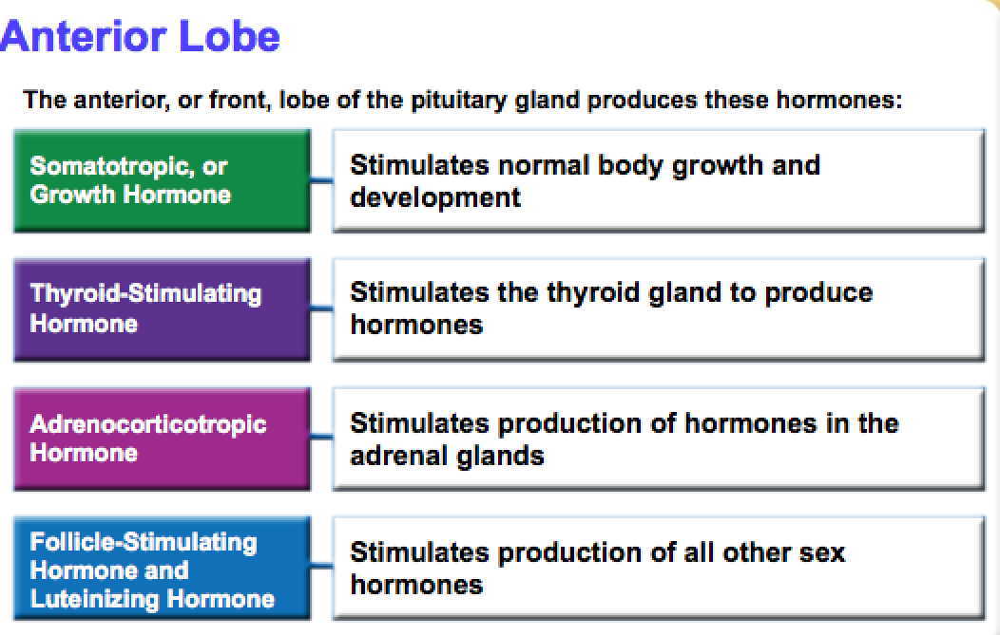 Anterior Lobe
The anterior, or front, lobe of the pituitary gland produces these hormones:
Somatotropic, or
Growth Hormone
Stimulates normal body growth and
development
Thyroid-Stimulating
Hormone
Stimulates the thyroid gland to produce
hormones
Adrenocorticotropic
Hormone
Stimulates production of hormones in the
adrenal glands
Follicle-Stimulating
Hormone and
Luteinizing Hormone
Stimulates production of all other sex
hormones